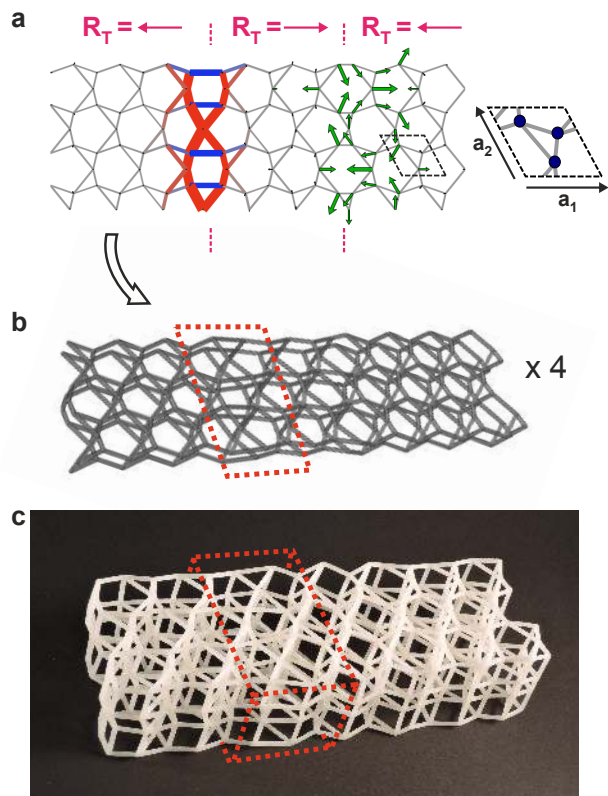 a
R_T = ← R_T = → R_T = ←
a_2
a_1
b
x 4
c